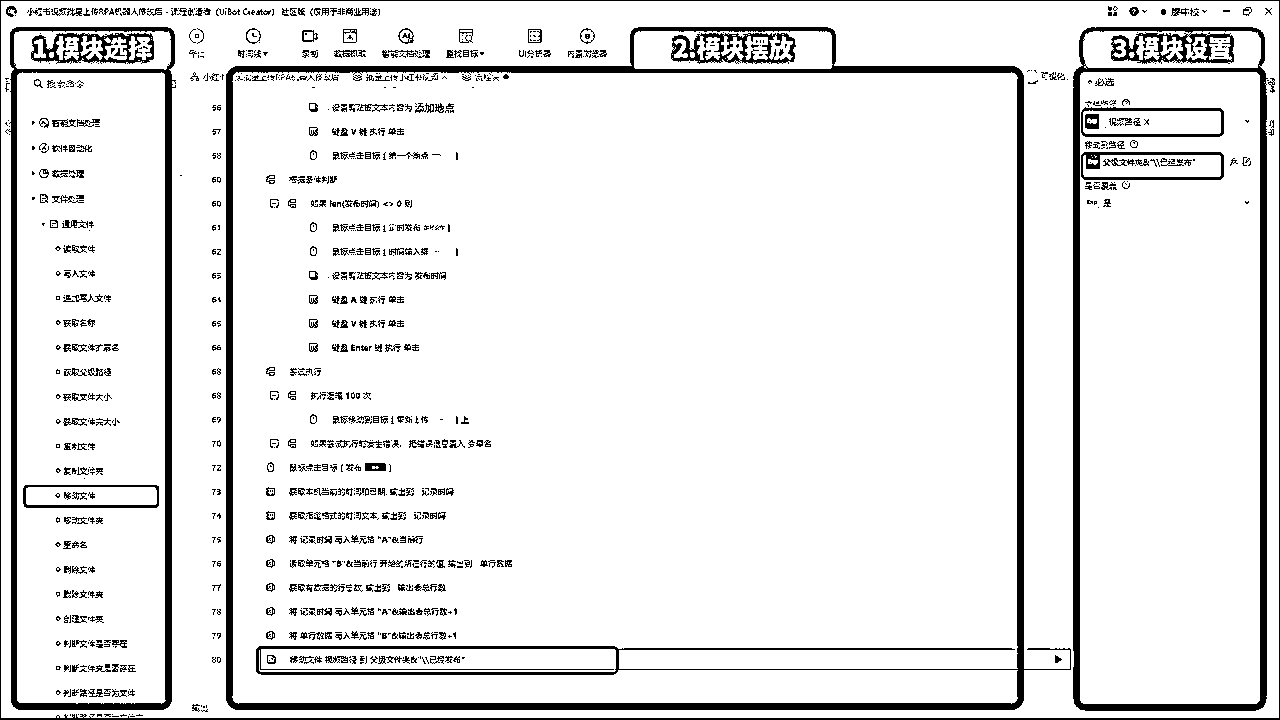 小红书视频批量上传RPA机器人修改后 - 流程创造者 (UiBot Creator) 社区版 (仅用于非商业用途)
1.模块选择
2.模块摆放
3.模块设置
时间线
录制
数据抓取
智能文档处理
查找目标
UI分析器
内置浏览器
搜索命令
可视化
必选
智能文档处理
软件自动化
数据处理
文件处理
通用文件
读取文件
写入文件
追加写入文件
获取名称
获取文件扩展名
获取父级路径
获取文件大小
获取文件夹大小
复制文件
复制文件夹
移动文件
移动文件夹
重命名
删除文件
删除文件夹
创建文件夹
判断文件是否存在
判断文件夹是否存在
判断路径是否为文件
56 设置剪贴板文本内容为 添加地点
57 键盘 V 键 执行 单击
58 鼠标点击目标 [ 第一个地点 ]
60 根据条件判断
60 如果 len(发布时间) <> 0 则
61 鼠标点击目标 [ 定时发布 ]
62 鼠标点击目标 [ 时间输入框 ]
63 设置剪贴板文本内容为 发布时间
64 键盘 A 键 执行 单击
65 键盘 V 键 执行 单击
66 键盘 Enter 键 执行 单击
68 尝试执行
68 执行逻辑 100 次
69 鼠标移动到目标 [ 重新上传 ] 上
70 如果尝试执行时发生错误，把错误信息置入 变量名
72 鼠标点击目标 [ 发布 ]
73 获取本机当前的时间和日期, 输出到 记录时间
74 获取指定格式的时间文本, 输出到 记录时间
75 将 记录时间 写入单元格 "A"&当前行
76 读取单元格 "B"&当前行 开始的所在行的值, 输出到 单行数据
77 获取有数据的行总数, 输出到 输出表总行数
78 将 记录时间 写入单元格 "A"&输出表总行数+1
79 将 单行数据 写入单元格 "B"&输出表总行数+1
80 移动文件 视频路径 到 父级文件夹&"\\已经发布"
文件路径
视频路径 X
移动到路径
父级文件夹&"\\已经发布"
是否覆盖
Exp 是
输出